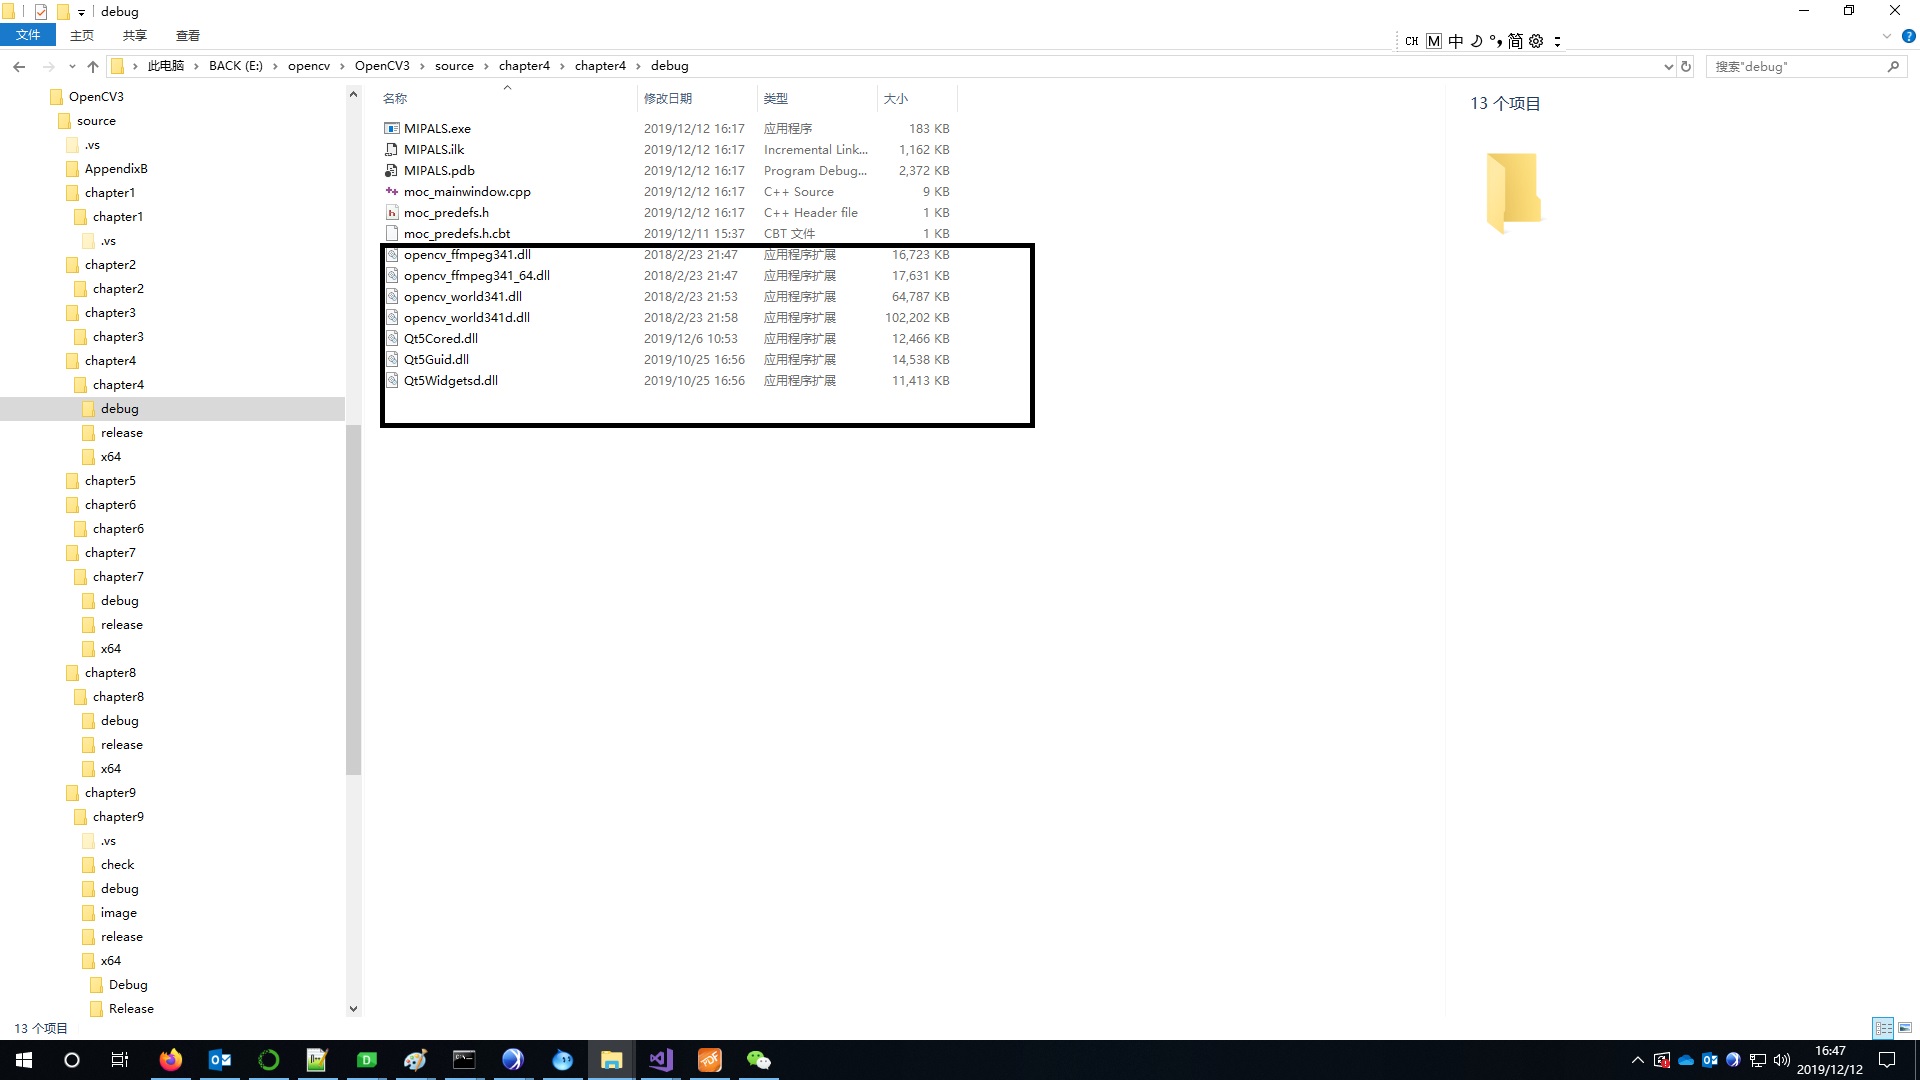 debug
文件 主页 共享 查看
CH M 中 简
此电脑 BACK (E:) opencv OpenCV3 source chapter4 chapter4 debug
搜索"debug"
OpenCV3
source
.vs
AppendixB
chapter1
chapter1
.vs
chapter2
chapter2
chapter3
chapter3
chapter4
chapter4
debug
release
x64
chapter5
chapter6
chapter6
chapter7
chapter7
debug
release
x64
chapter8
chapter8
debug
release
x64
chapter9
chapter9
.vs
check
debug
image
release
x64
Debug
Release
名称 修改日期 类型 大小
MIPALS.exe 2019/12/12 16:17 应用程序 183 KB
MIPALS.ilk 2019/12/12 16:17 Incremental Link... 1,162 KB
MIPALS.pdb 2019/12/12 16:17 Program Debug... 2,372 KB
moc_mainwindow.cpp 2019/12/12 16:17 C++ Source 9 KB
moc_predefs.h 2019/12/12 16:17 C++ Header file 1 KB
moc_predefs.h.cbt 2019/12/11 15:37 CBT 文件 1 KB
opencv_ffmpeg341.dll 2018/2/23 21:47 应用程序扩展 16,723 KB
opencv_ffmpeg341_64.dll 2018/2/23 21:47 应用程序扩展 17,631 KB
opencv_world341.dll 2018/2/23 21:53 应用程序扩展 64,787 KB
opencv_world341d.dll 2018/2/23 21:58 应用程序扩展 102,202 KB
Qt5Cored.dll 2019/12/6 10:53 应用程序扩展 12,466 KB
Qt5Guid.dll 2019/10/25 16:56 应用程序扩展 14,538 KB
Qt5Widgetsd.dll 2019/10/25 16:56 应用程序扩展 11,413 KB
13 个项目
13 个项目
16:47
2019/12/12